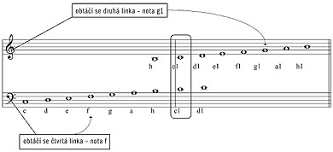 obtáčí se druhá linka – nota g1
h c1 d1 e1 f1 g1 a1 h1
c d e f g a h c1 d1
obtáčí se čtvrtá linka – nota f